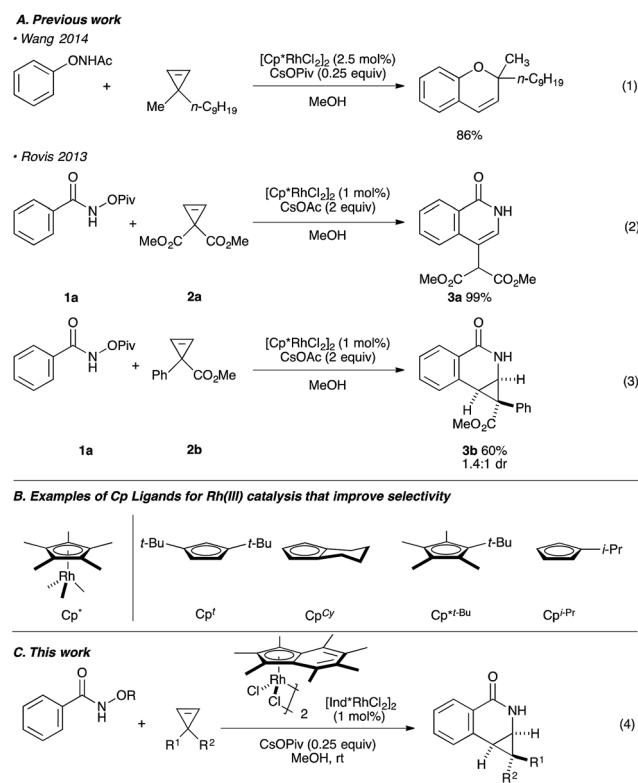 A. Previous work
• Wang 2014
ONHAc
+
Me
n-C9H19
[Cp*RhCl2]2 (2.5 mol%)
CsOPiv (0.25 equiv)
MeOH
O
CH3
n-C9H19
86%
(1)
• Rovis 2013
O
N
H
OPiv
+
MeO2C
CO2Me
[Cp*RhCl2]2 (1 mol%)
CsOAc (2 equiv)
MeOH
O
NH
MeO2C
CO2Me
(2)
1a
2a
3a 99%
O
N
H
OPiv
+
Ph
CO2Me
[Cp*RhCl2]2 (1 mol%)
CsOAc (2 equiv)
MeOH
O
NH
H
H
Ph
MeO2C
(3)
1a
2b
3b 60%
1.4:1 dr
B. Examples of Cp Ligands for Rh(III) catalysis that improve selectivity
Rh
t-Bu
t-Bu
t-Bu
i-Pr
Cp*
Cpt
CpCy
Cp*t-Bu
Cpi-Pr
C. This work
O
N
H
OR
+
R1
R2
Rh
Cl
Cl
2
[Ind*RhCl2]2
(1 mol%)
CsOPiv (0.25 equiv)
MeOH, rt
O
NH
H
H
R1
R2
(4)